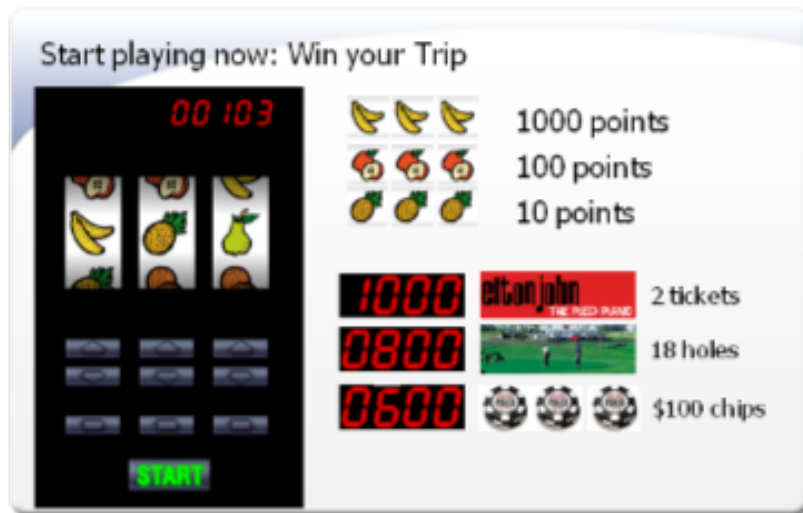 Start playing now: Win your Trip
00103
1000 points
100 points
10 points
1000 elton john THE RED PIANO 2 tickets
0800 18 holes
0600 $100 chips
START